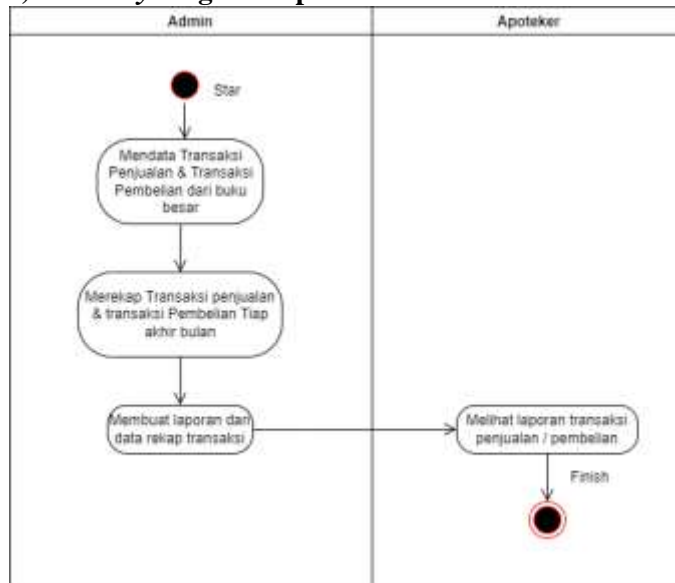 Admin
Apoteker
Star
Mendata Transaksi
Penjualan & Transaksi
Pembelian dari buku
besar
Merekap Transaksi penjualan
& transaksi Pembelian Tiap
akhir bulan
Membuat laporan dari
data rekap transaksi
Melihat laporan transaksi
penjualan / pembelian
Finish